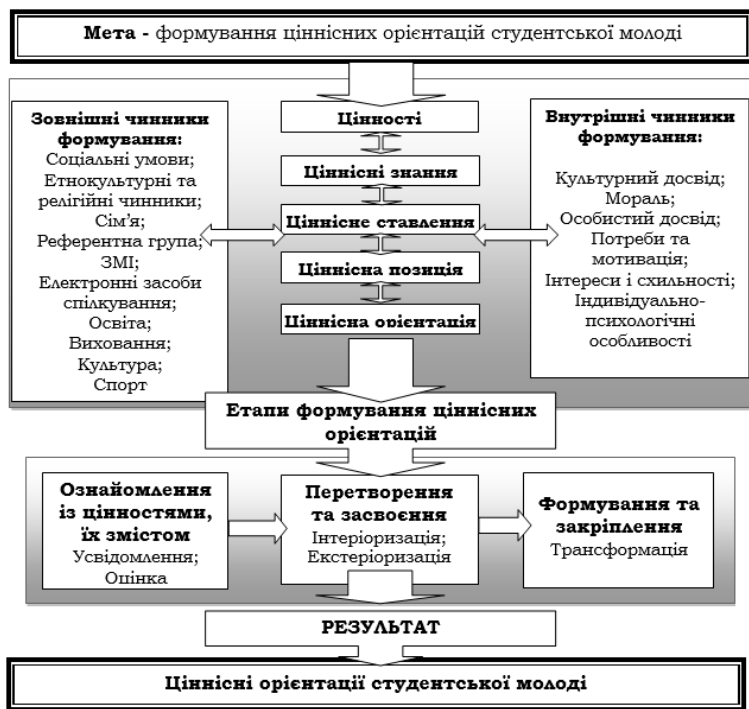 Мета - формування ціннісних орієнтацій студентської молоді
Зовнішні чинники
формування:
Соціальні умови;
Етнокультурні та
релігійні чинники;
Сім'я;
Референтна група;
ЗМІ;
Електронні засоби
спілкування;
Освіта;
Виховання;
Культура;
Спорт
Цінності
Ціннісні знання
Ціннісне ставлення
Ціннісна позиція
Ціннісна орієнтація
Внутрішні чинники
формування:
Культурний досвід;
Мораль;
Особистий досвід;
Потреби та
мотивація;
Інтереси і схильності;
Індивідуально-
психологічні
особливості
Етапи формування ціннісних
орієнтацій
Ознайомлення
із цінностями,
їх змістом
Усвідомлення;
Оцінка
Перетворення
та засвоєння
Інтеріоризація;
Екстеріоризація
Формування та
закріплення
Трансформація
РЕЗУЛЬТАТ
Ціннісні орієнтації студентської молоді